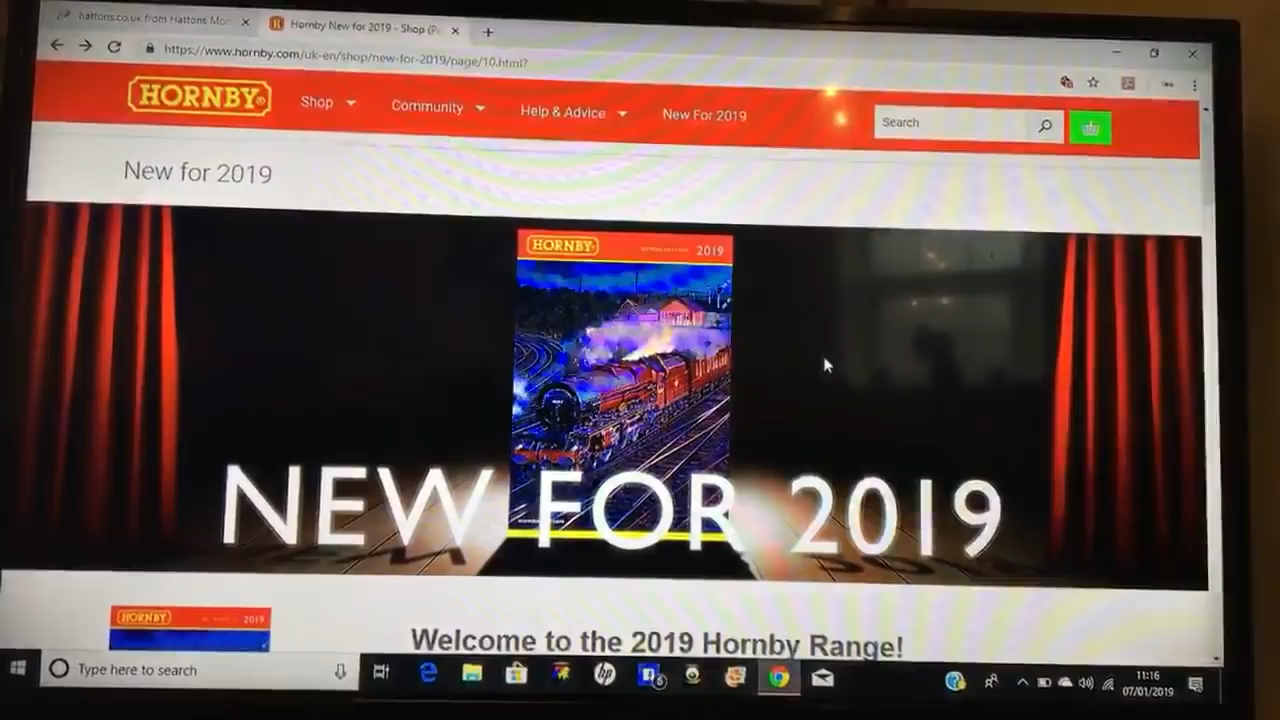 hattons.co.uk from Hattons Mo
Hornby New for 2019 - Shop (P
https://www.hornby.com/uk-en/shop/new-for-2019/page/10.html?
HORNBY®
Shop
Community
Help & Advice
New For 2019
Search
New for 2019
HORNBY
2019
NEW FOR 2019
HORNBY
2019
Welcome to the 2019 Hornby Range!
Type here to search
hp
6
11:16
07/01/2019